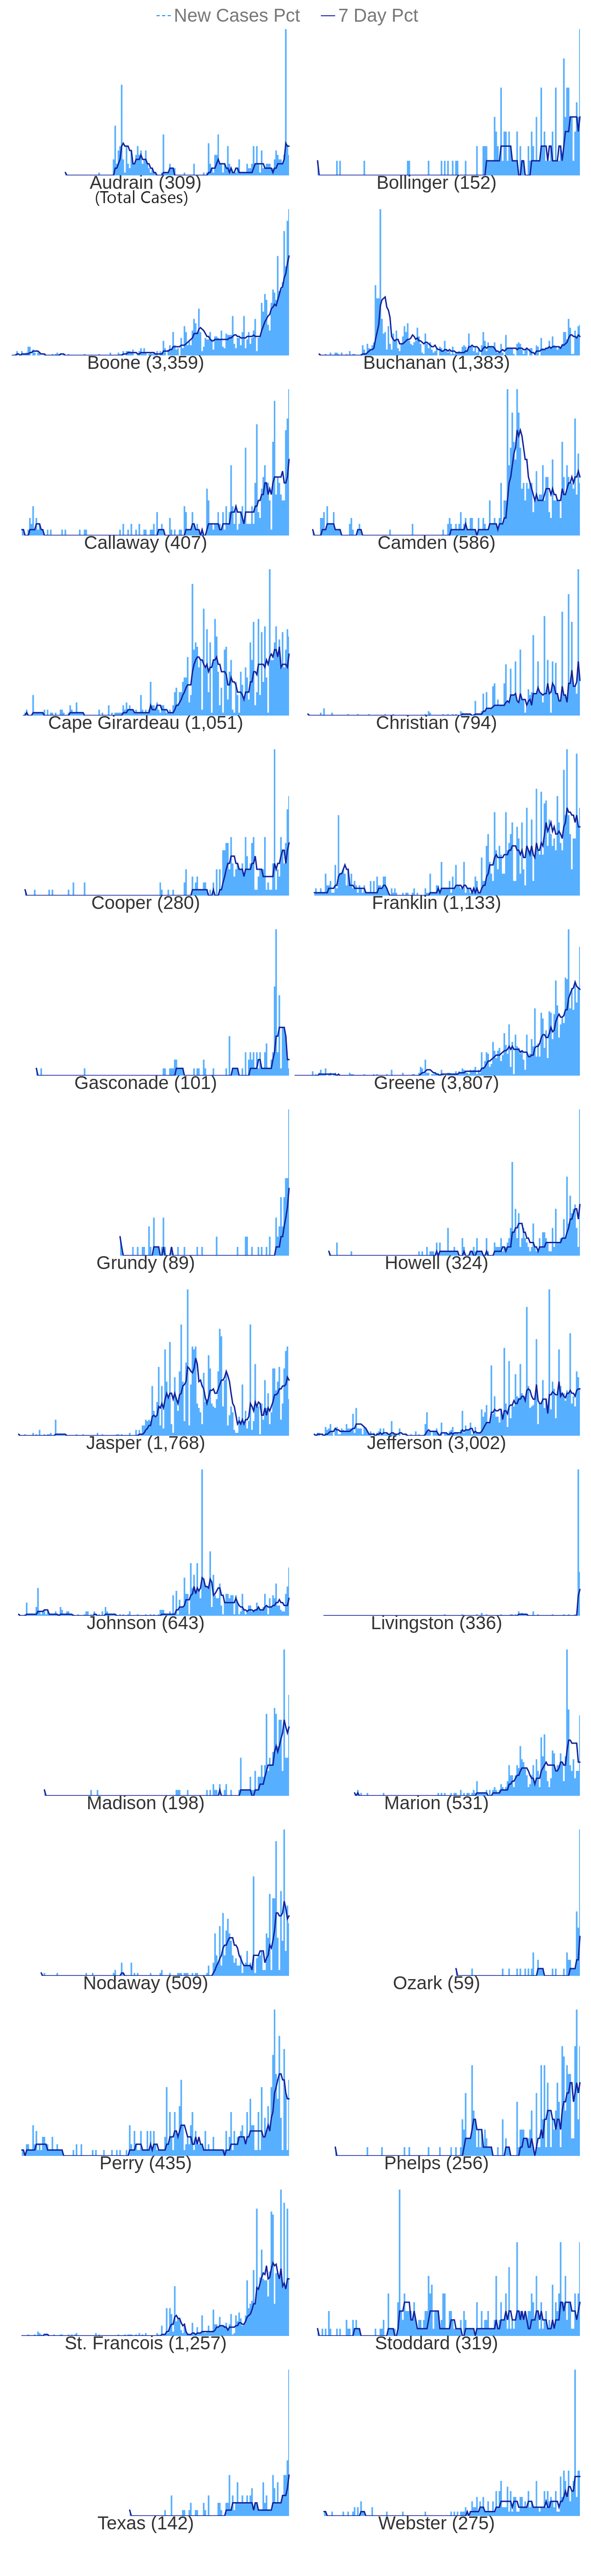 New Cases Pct 7 Day Pct
Audrain (309) Bollinger (152)
(Total Cases)
Boone (3,359) Buchanan (1,383)
Callaway (407) Camden (586)
Cape Girardeau (1,051) Christian (794)
Cooper (280) Franklin (1,133)
Gasconade (101) Greene (3,807)
Grundy (89) Howell (324)
Jasper (1,768) Jefferson (3,002)
Johnson (643) Livingston (336)
Madison (198) Marion (531)
Nodaway (509) Ozark (59)
Perry (435) Phelps (256)
St. Francois (1,257) Stoddard (319)
Texas (142) Webster (275)